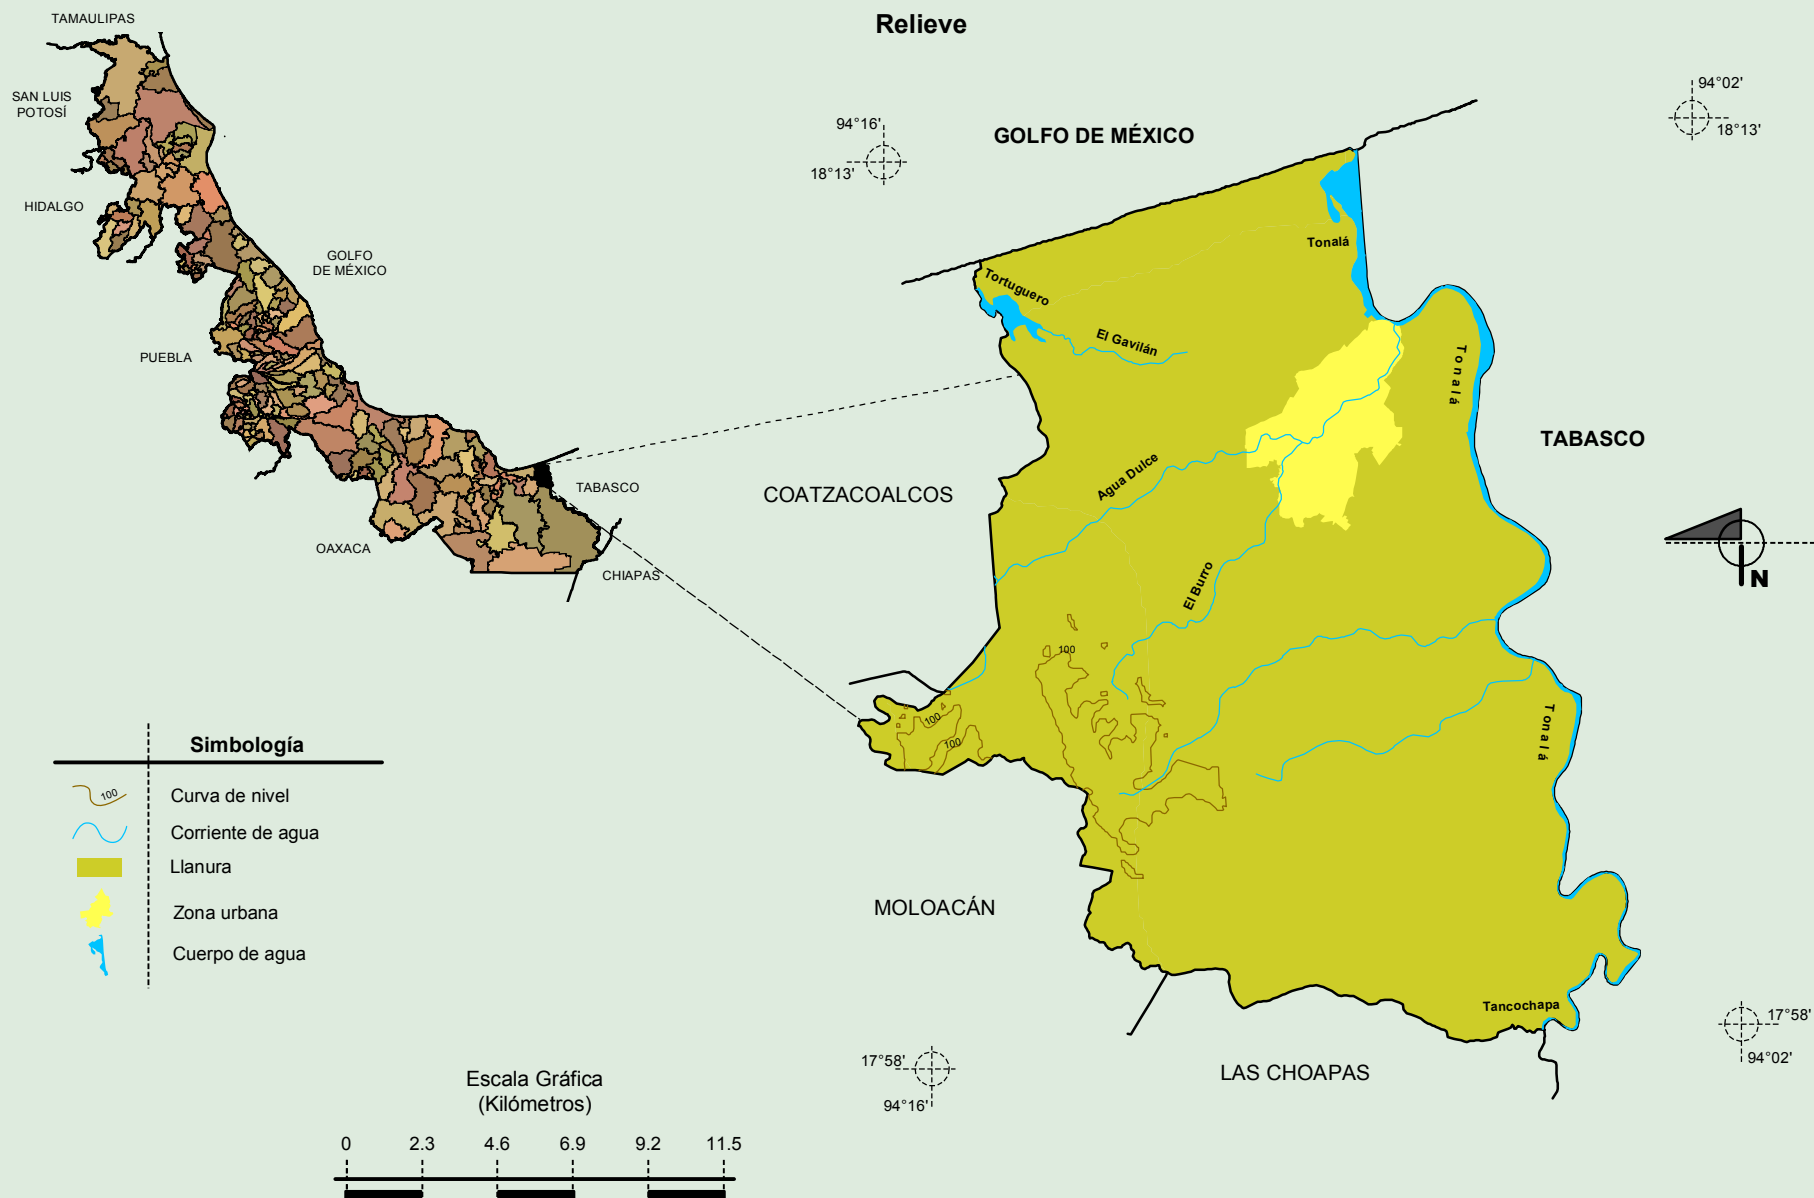 Relieve
TAMAULIPAS
SAN LUIS
POTOSÍ
HIDALGO
GOLFO
DE MÉXICO
PUEBLA
TABASCO
OAXACA
CHIAPAS
94°16'
18°13'
94°02'
18°13'
GOLFO DE MÉXICO
Tonalá
Tortuguero
El Gavilán
Tonalá
TABASCO
Agua Dulce
COATZACOALCOS
El Burro
N
100
100
100
Tonalá
MOLOACÁN
Tancochapa
LAS CHOAPAS
17°58'
94°16'
17°58'
94°02'
Simbología
100
Curva de nivel
Corriente de agua
Llanura
Zona urbana
Cuerpo de agua
Escala Gráfica
(Kilómetros)
0 2.3 4.6 6.9 9.2 11.5